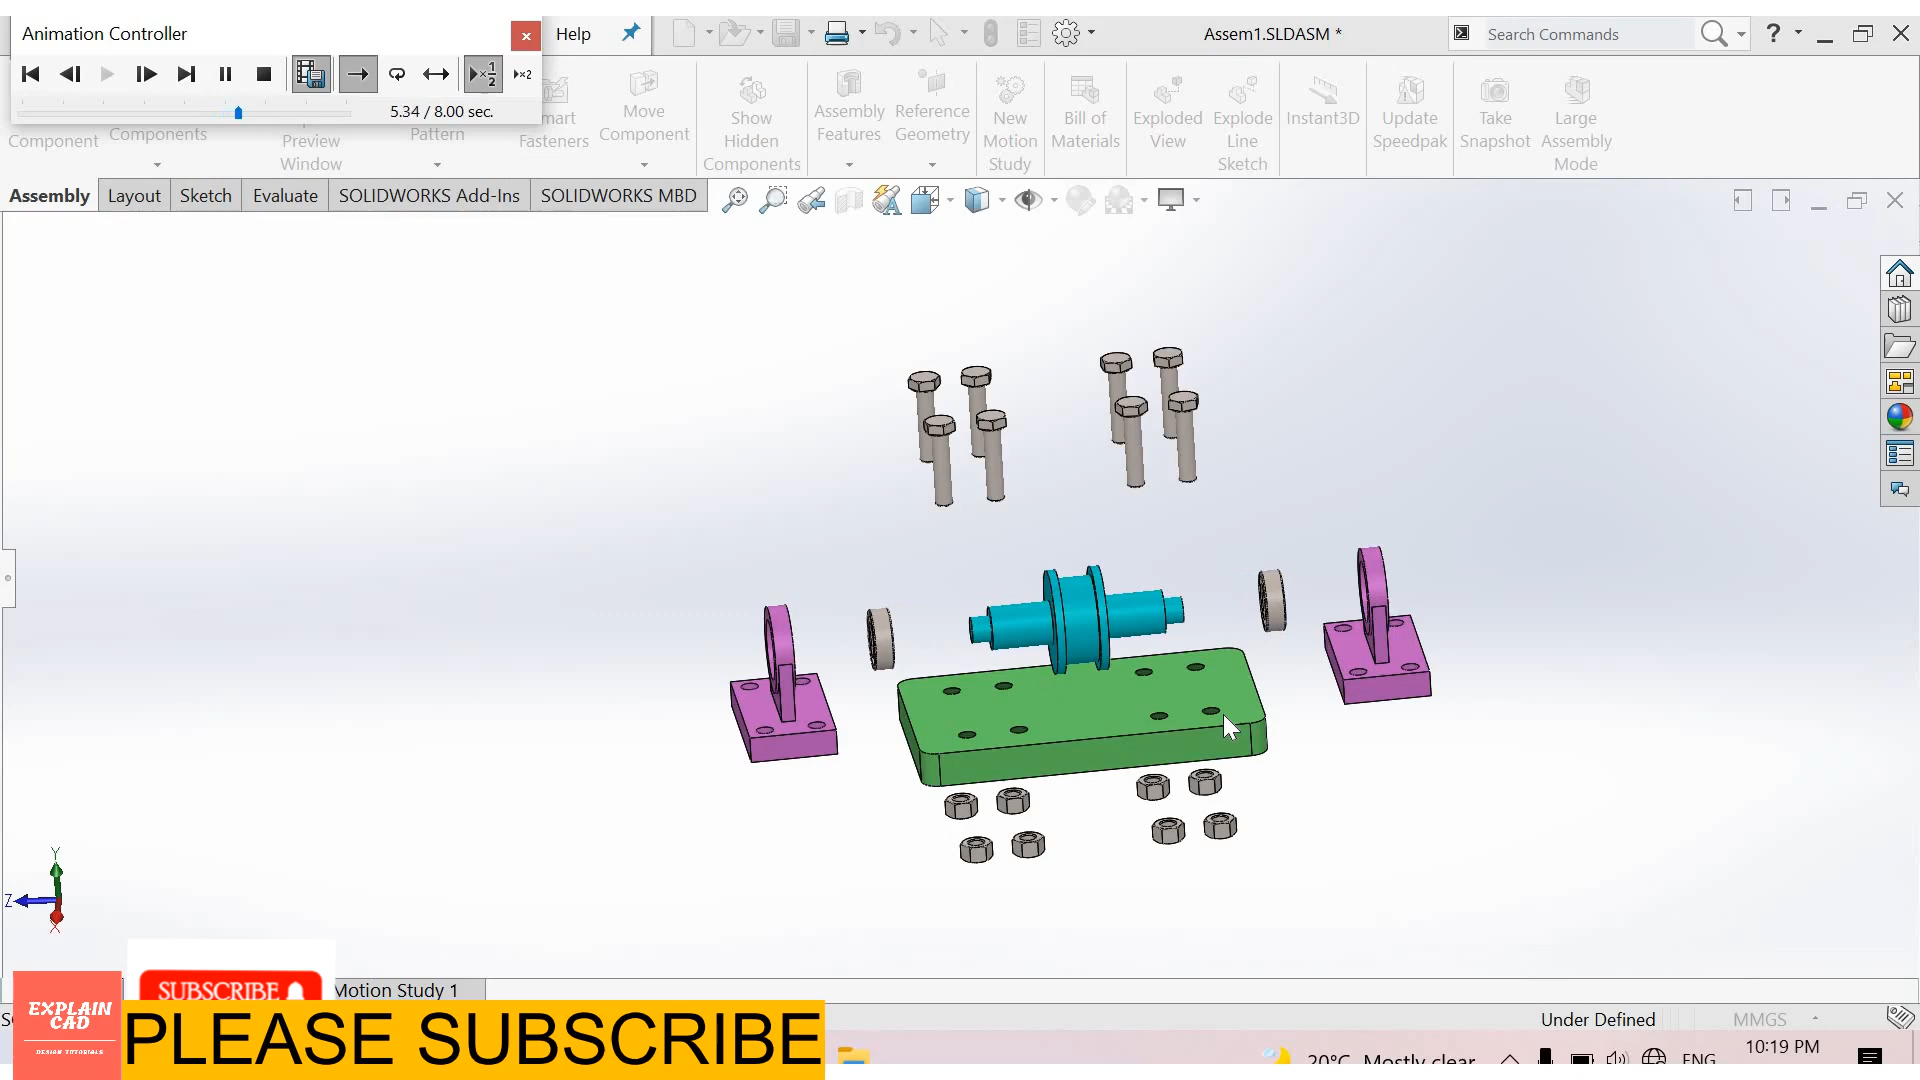 Animation Controller
Help
Assem1.SLDASM *
Search Commands
5.34 / 8.00 sec.
Component
Components
Preview
Window
Pattern
Fasteners
Move
Component
Show
Hidden
Components
Assembly
Features
Reference
Geometry
New
Motion
Study
Bill of
Materials
Exploded
View
Explode
Line
Sketch
Instant3D
Update
Speedpak
Take
Snapshot
Large
Assembly
Mode
Assembly
Layout
Sketch
Evaluate
SOLIDWORKS Add-Ins
SOLIDWORKS MBD
Y
Z
X
SUBSCRIBE
Motion Study 1
EXPLAIN
CAD
DESIGN TUTORIALS
PLEASE SUBSCRIBE
Under Defined
MMGS
20°C Mostly clear
ENG
10:19 PM